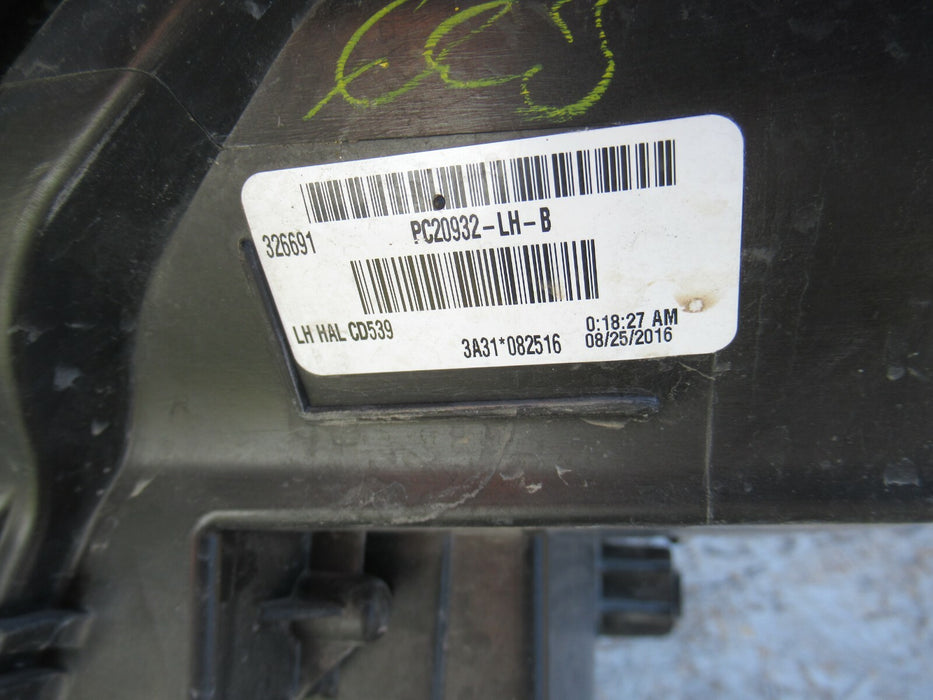 PC20932-LH-B
326691
LH HAL CD539
3A31*082516
0:18:27 AM
08/25/2016